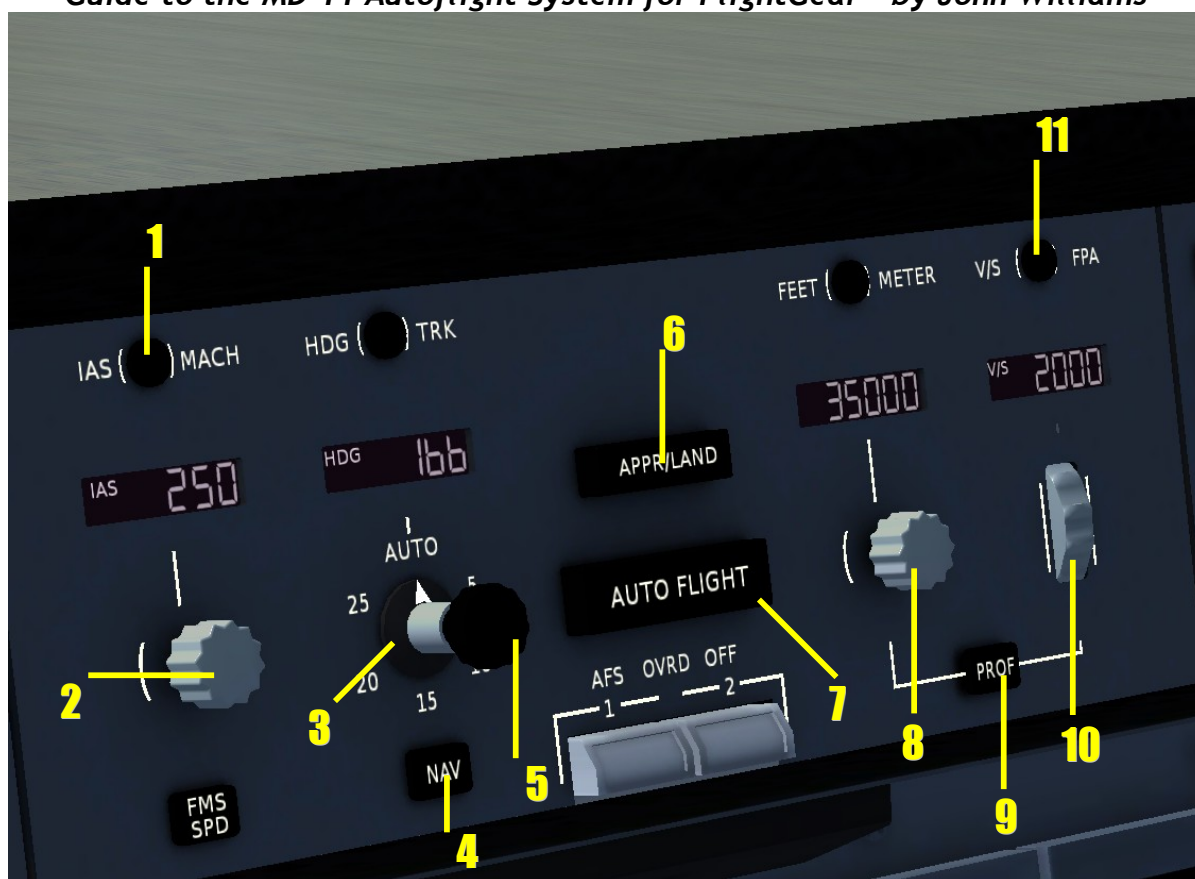 Guide to the MD-11 Autoflight System for FlightGear - by John Williams
11
1
V/S FPA
FEET METER
6
HDG TRK
IAS MACH
V/S 2000
35000
APPR/LAND
HDG 166
IAS 250
AUTO
5
25
AUTO FLIGHT
20
15
AFS OVRD OFF
1 2
PROF
2
3
7
8
10
5
NAV
9
4
FMS
SPD